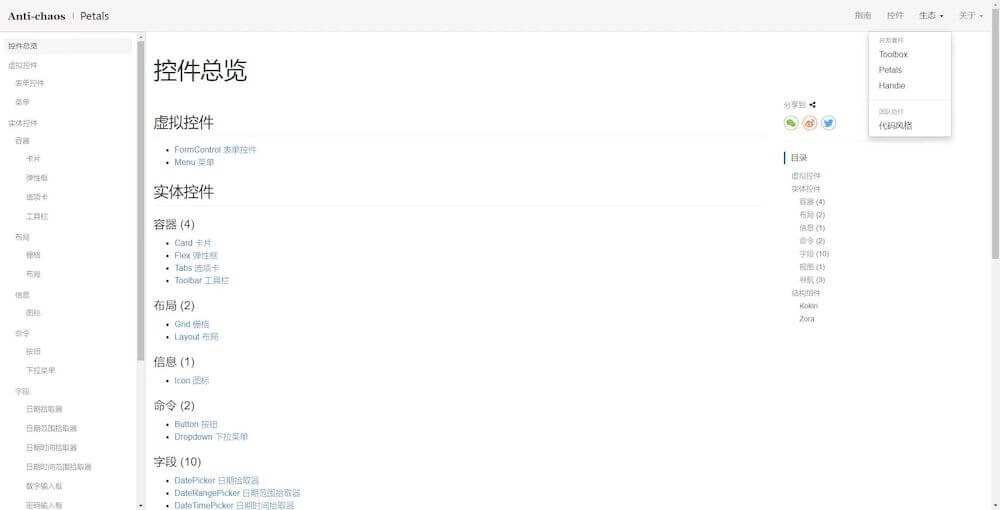 Anti-chaos | Petals
指南 控件 生态 关于
开发套件
Toolbox
Petals
Handie
团队协作
代码风格
控件总览
虚拟控件
表单控件
菜单
实体控件
容器
卡片
弹性框
选项卡
工具栏
布局
栅格
布局
信息
图标
命令
按钮
下拉菜单
字段
日期拾取器
日期范围拾取器
日期时间拾取器
日期时间范围拾取器
数字输入框
密码输入框
控件总览
虚拟控件
FormControl 表单控件
Menu 菜单
实体控件
容器 (4)
Card 卡片
Flex 弹性框
Tabs 选项卡
Toolbar 工具栏
布局 (2)
Grid 栅格
Layout 布局
信息 (1)
Icon 图标
命令 (2)
Button 按钮
Dropdown 下拉菜单
字段 (10)
DatePicker 日期拾取器
DateRangePicker 日期范围拾取器
DateTimePicker 日期时间拾取器
分享到
目录
虚拟控件
实体控件
容器 (4)
布局 (2)
信息 (1)
命令 (2)
字段 (10)
视图 (1)
导航 (3)
结构组件
Kokiri
Zora